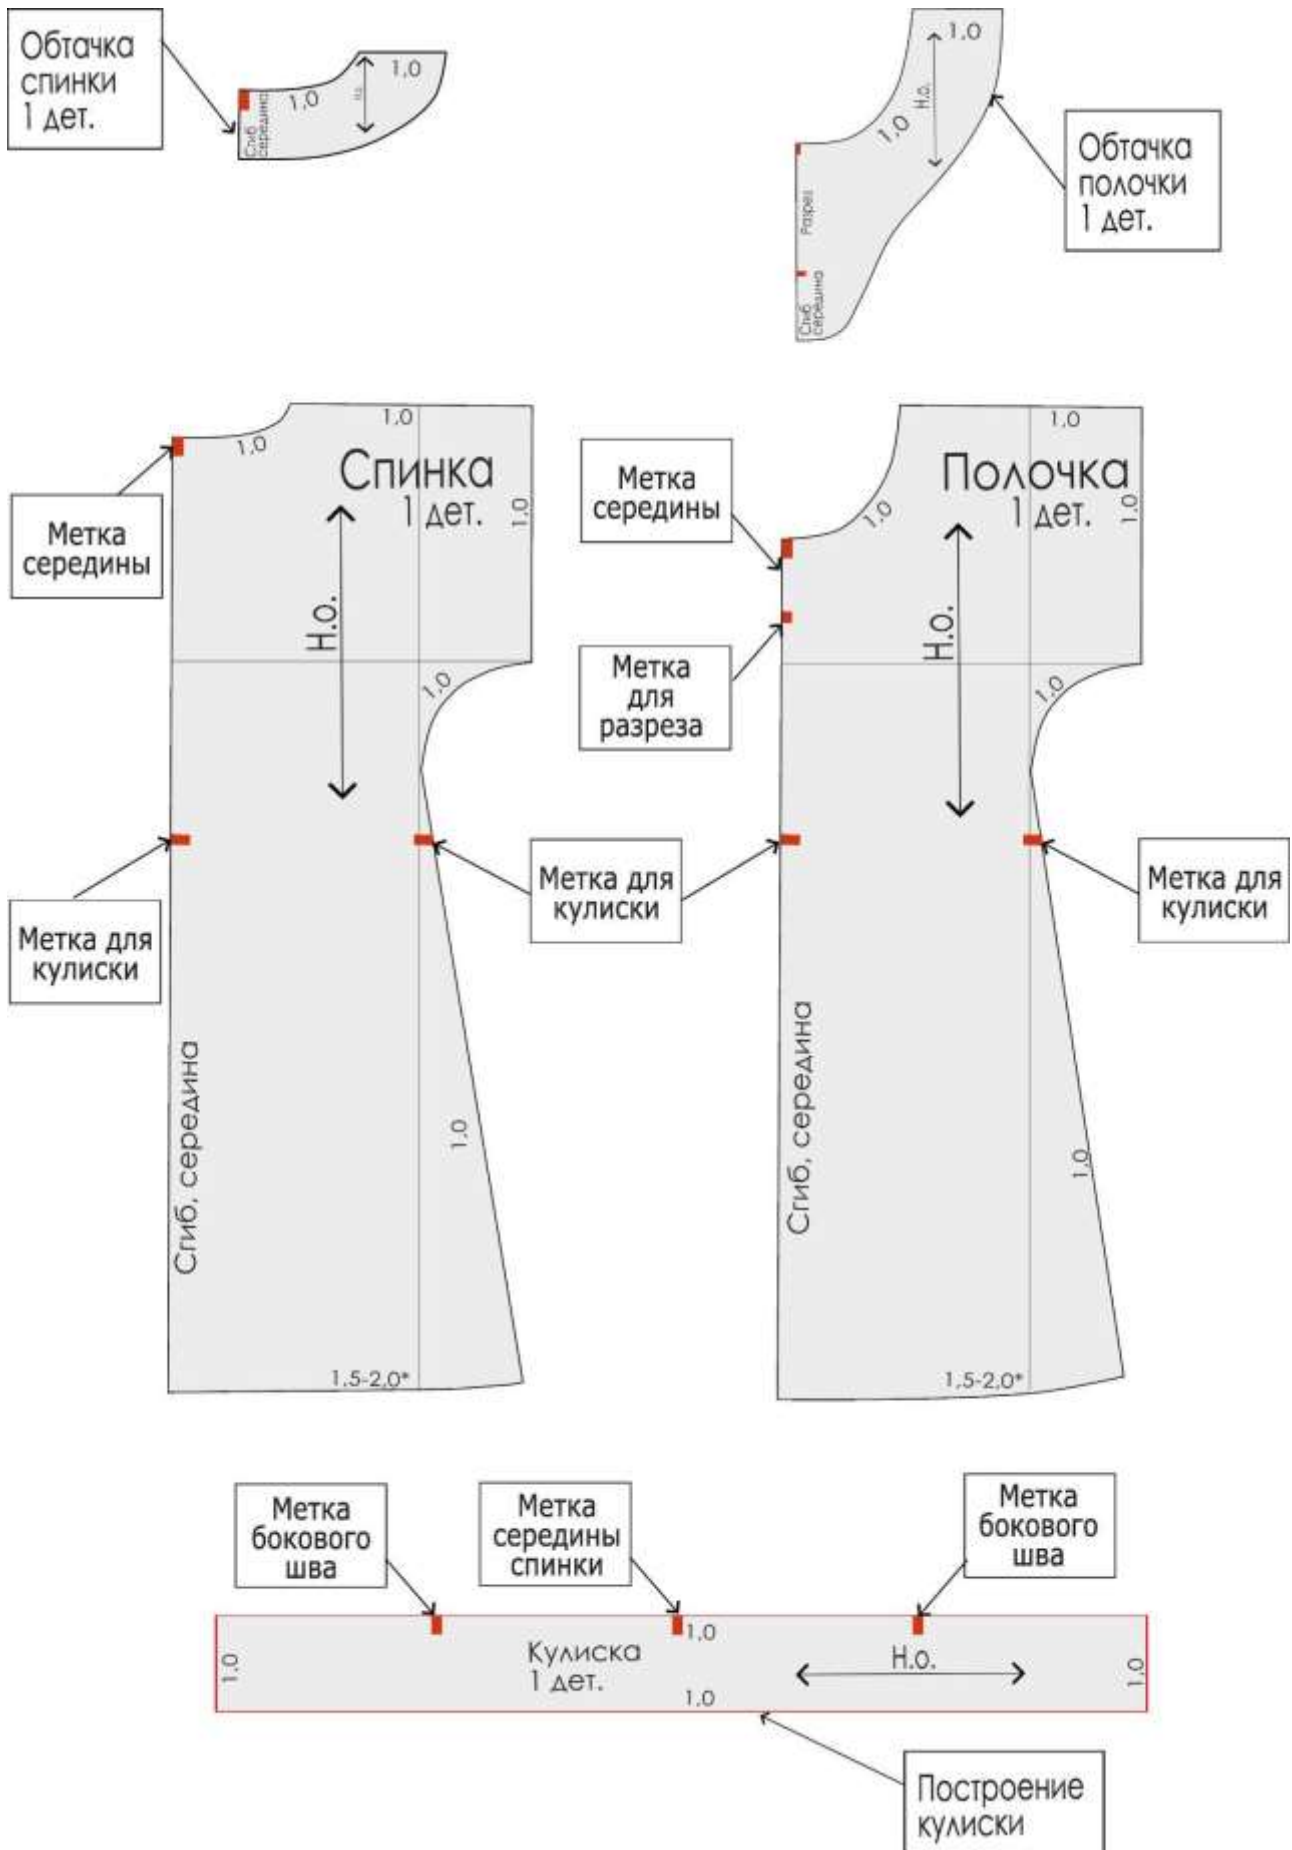 Обтачка
спинки
1 дет.
1,0
1,0
Н.о.
Сгиб
середина
1,0
1,0
Н.о.
Разрез
Сгиб
середина
Обтачка
полочки
1 дет.
1,0
1,0
Спинка
1 дет.
1,0
Н.о.
1,0
Метка
середины
Метка для
кулиски
Сгиб, середина
1,0
1,5-2,0*
Метка
середины
1,0
1,0
Полочка
1 дет.
1,0
Н.о.
1,0
Метка
для
разреза
Метка для
кулиски
Метка для
кулиски
Сгиб, середина
1,0
1,5-2,0*
Метка
бокового
шва
Метка
середины
спинки
Метка
бокового
шва
1,0
Кулиска
1 дет.
1,0
Н.о.
1,0
1,0
Построение
кулиски